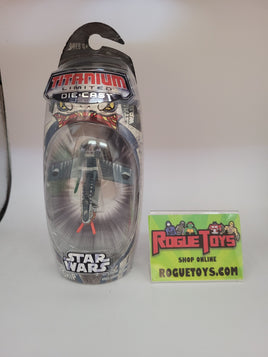 TITANIUM
LIMITED
DIE-CAST
STAR
WARS
ROGUE TOYS
SHOP ONLINE
ROGUETOYS.COM